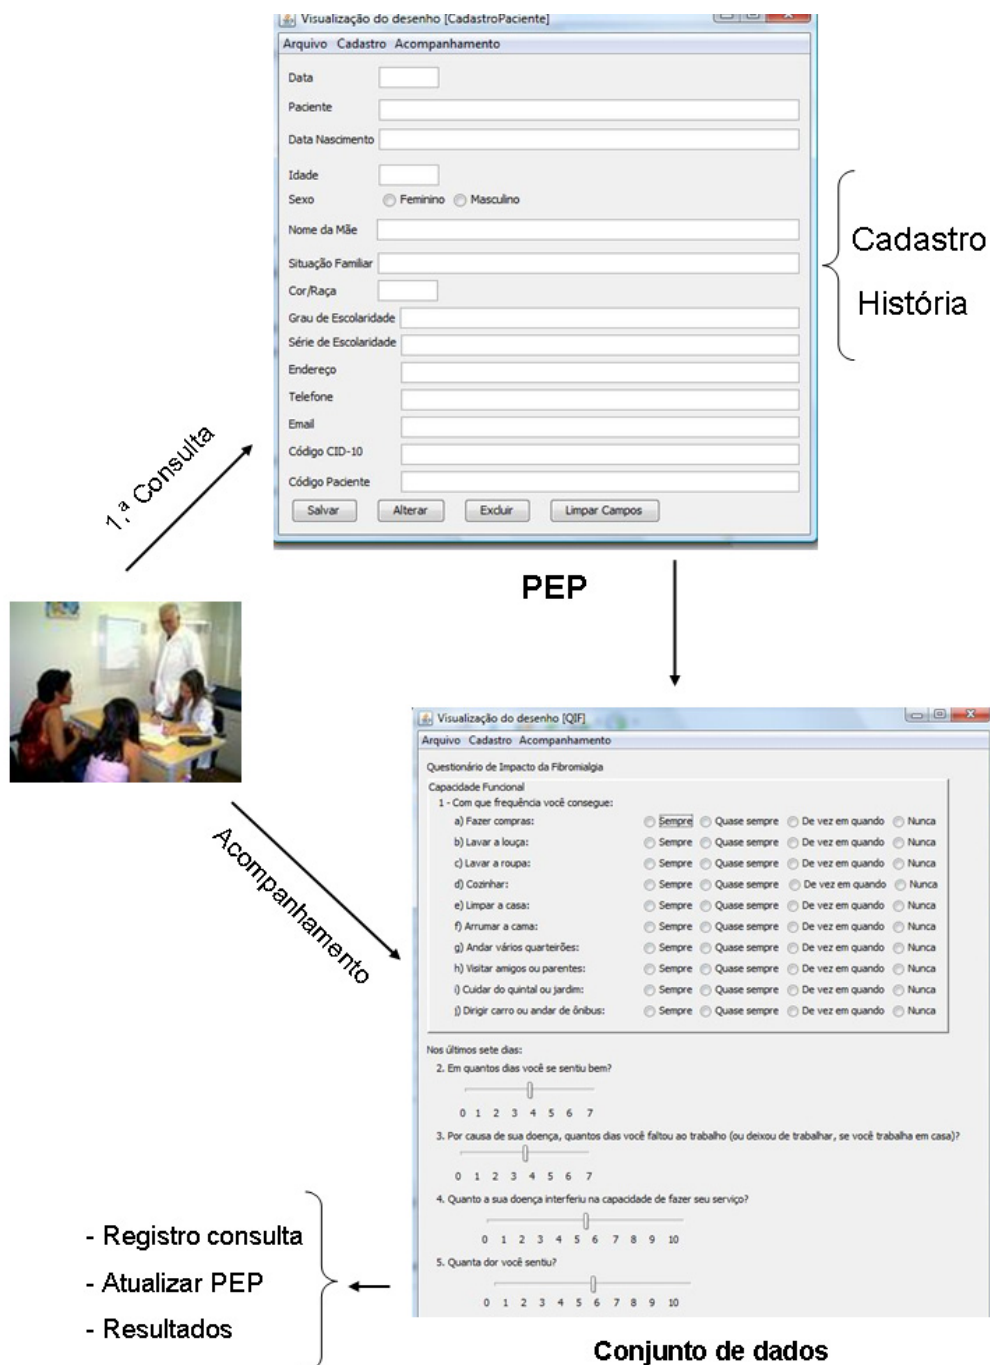 Visualização do desenho [CadastroPaciente]
Arquivo Cadastro Acompanhamento
Data
Paciente
Data Nascimento
Idade
Sexo Feminino Masculino
Nome da Mãe
Situação Familiar
Cor/Raça
Grau de Escolaridade
Série de Escolaridade
Endereço
Telefone
Email
Código CID-10
Código Paciente
Salvar Alterar Excluir Limpar Campos
Cadastro
História
1.ª Consulta
PEP
Acompanhamento
Visualização do desenho [QIF]
Arquivo Cadastro Acompanhamento
Questionário de Impacto da Fibromialgia
Capacidade Funcional
1 - Com que frequência você consegue:
a) Fazer compras: Sempre Quase sempre De vez em quando Nunca
b) Lavar a louça: Sempre Quase sempre De vez em quando Nunca
c) Lavar a roupa: Sempre Quase sempre De vez em quando Nunca
d) Cozinhar: Sempre Quase sempre De vez em quando Nunca
e) Limpar a casa: Sempre Quase sempre De vez em quando Nunca
f) Arrumar a cama: Sempre Quase sempre De vez em quando Nunca
g) Andar vários quarteirões: Sempre Quase sempre De vez em quando Nunca
h) Visitar amigos ou parentes: Sempre Quase sempre De vez em quando Nunca
i) Cuidar do quintal ou jardim: Sempre Quase sempre De vez em quando Nunca
j) Dirigir carro ou andar de ônibus: Sempre Quase sempre De vez em quando Nunca
Nos últimos sete dias:
2. Em quantos dias você se sentiu bem?
0 1 2 3 4 5 6 7
3. Por causa de sua doença, quantos dias você faltou ao trabalho (ou deixou de trabalhar, se você trabalha em casa)?
0 1 2 3 4 5 6 7
4. Quanto a sua doença interferiu na capacidade de fazer seu serviço?
0 1 2 3 4 5 6 7 8 9 10
5. Quanta dor você sentiu?
0 1 2 3 4 5 6 7 8 9 10
- Registro consulta
- Atualizar PEP
- Resultados
Conjunto de dados